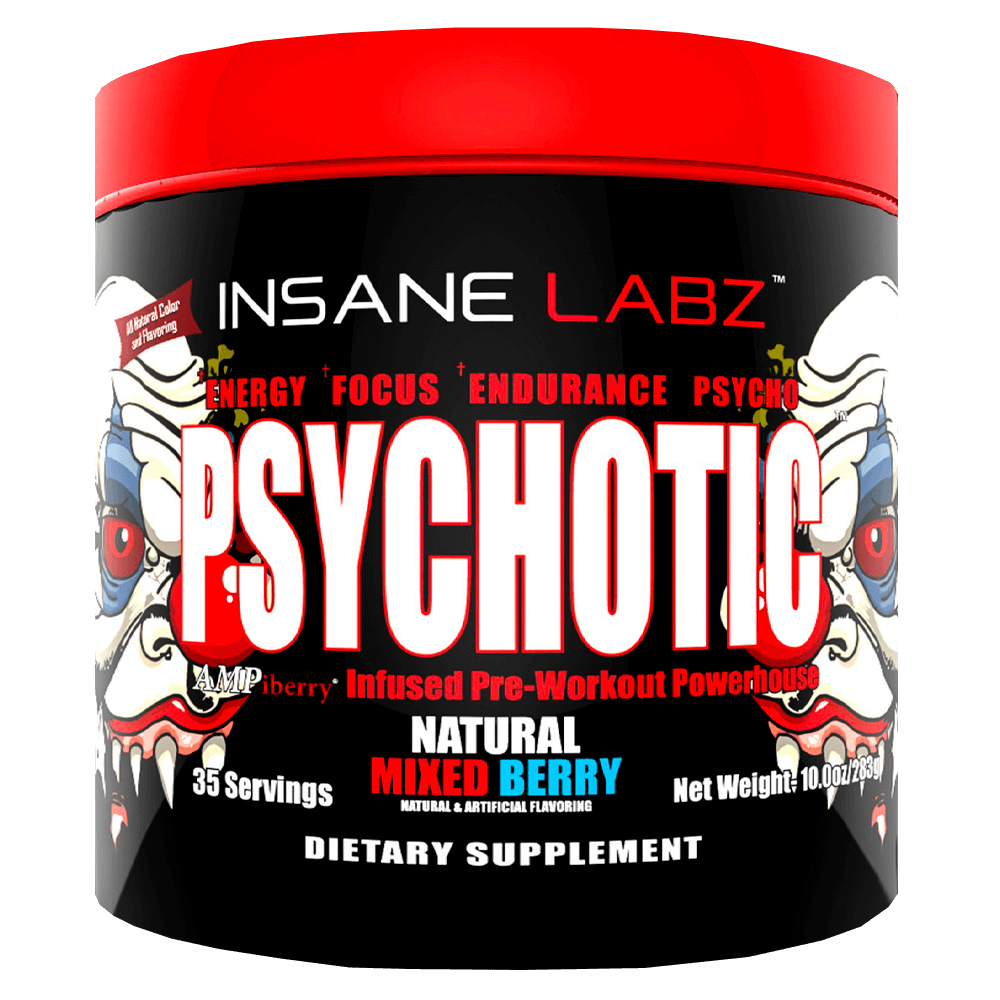 INSANE LABZ™
All Natural Color
and Flavoring
†ENERGY †FOCUS †ENDURANCE PSYCHO
PSYCHOTIC™
AMPiberry® Infused Pre-Workout Powerhouse
NATURAL
MIXED BERRY
NATURAL & ARTIFICIAL FLAVORING
35 Servings
Net Weight: 10.0oz/283g
DIETARY SUPPLEMENT